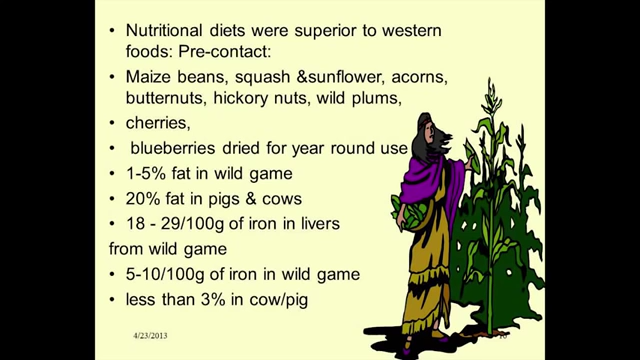 • Nutritional diets were superior to western
foods: Pre-contact:
• Maize beans, squash &sunflower, acorns,
butternuts, hickory nuts, wild plums,
• cherries,
• blueberries dried for year round use
• 1-5% fat in wild game
• 20% fat in pigs & cows
• 18 - 29/100g of iron in livers
from wild game
• 5-10/100g of iron in wild game
• less than 3% in cow/pig
4/23/2013